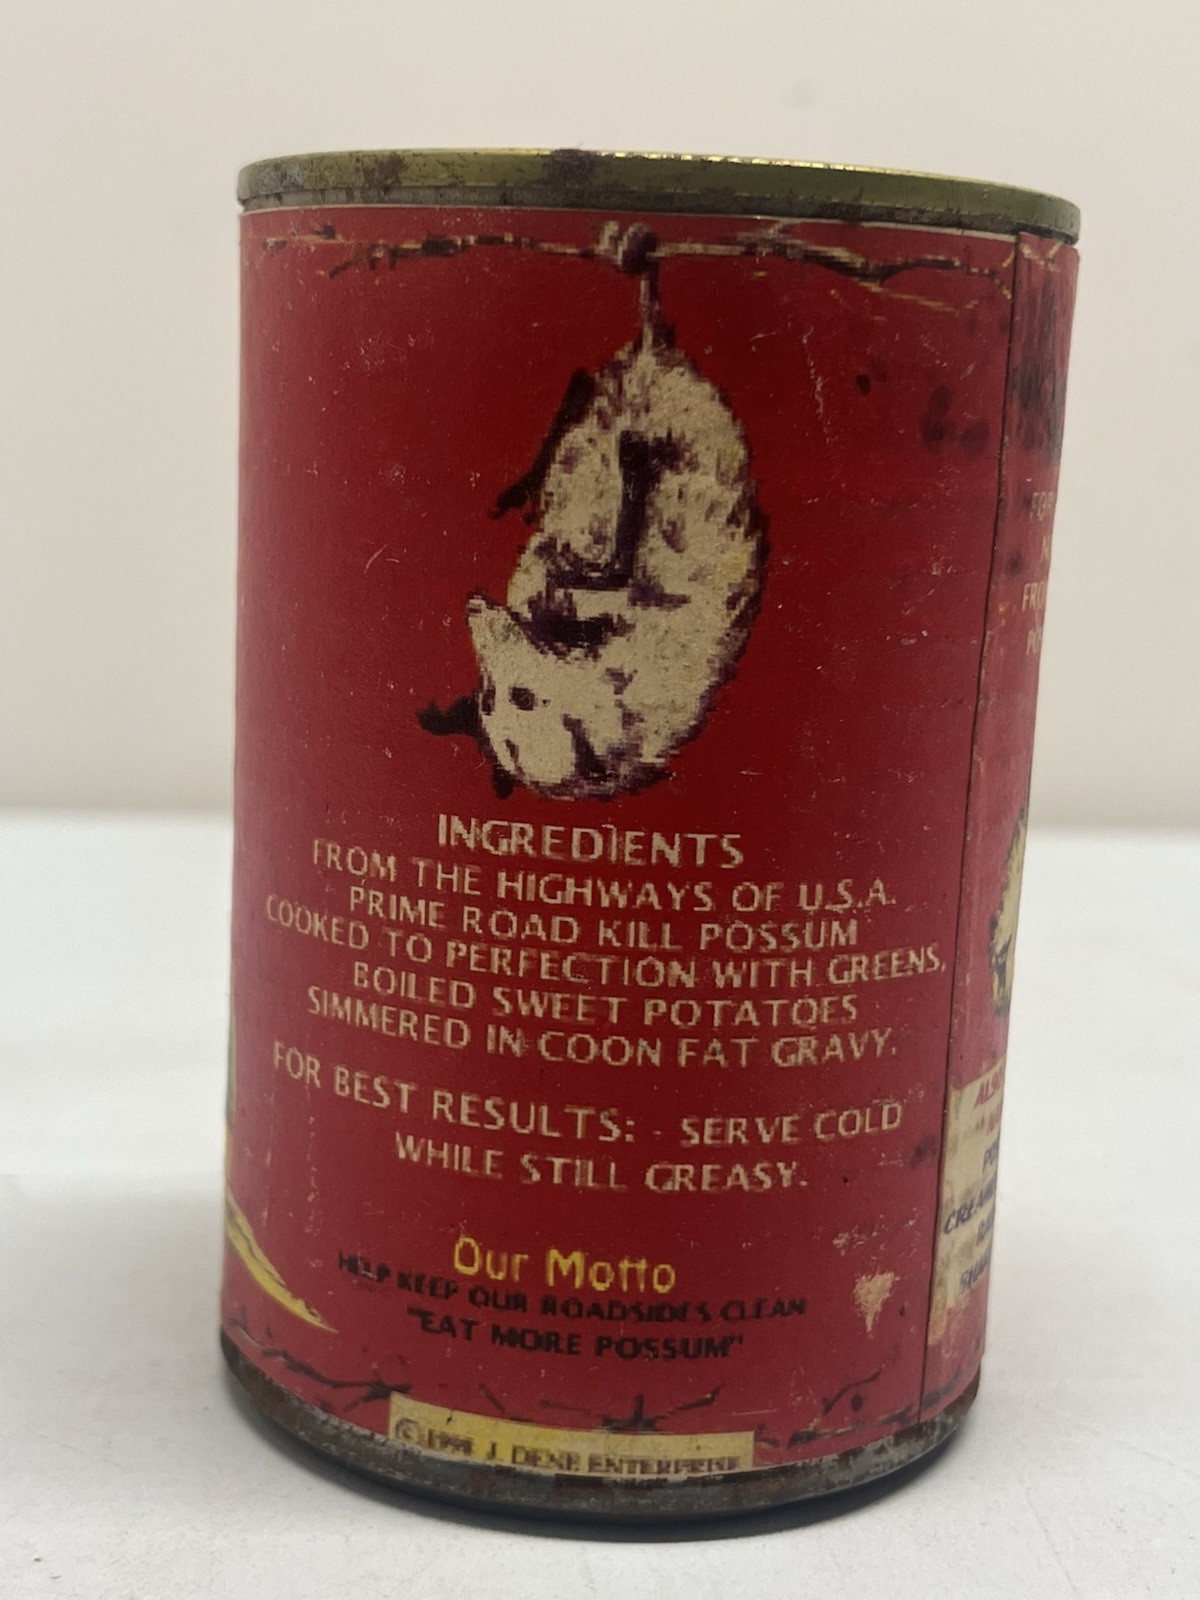 INGREDIENTS
FROM THE HIGHWAYS OF U.S.A.
PRIME ROAD KILL POSSUM
COOKED TO PERFECTION WITH GREENS,
BOILED SWEET POTATOES
SIMMERED IN COON FAT GRAVY.
FOR BEST RESULTS: - SERVE COLD
WHILE STILL GREASY.
Our Motto
HELP KEEP OUR ROADSIDES CLEAN
"EAT MORE POSSUM"
J. DENE ENTERPRISE